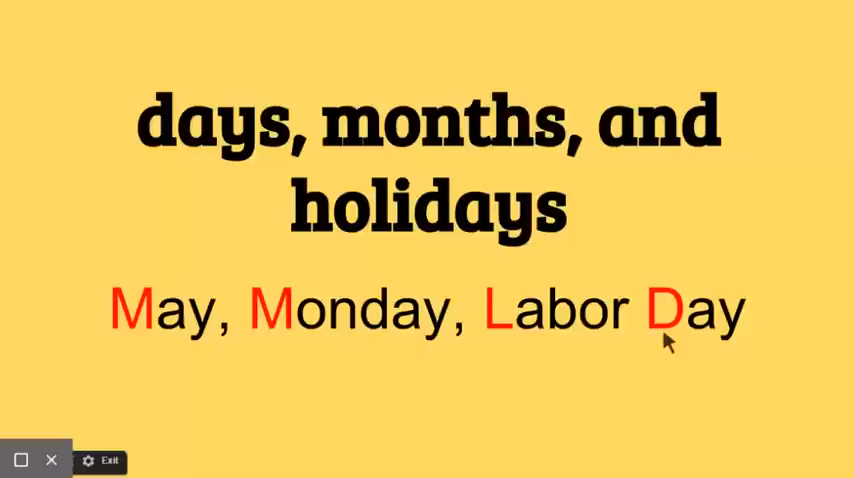 days, months, and
holidays
May, Monday, Labor Day
Exit